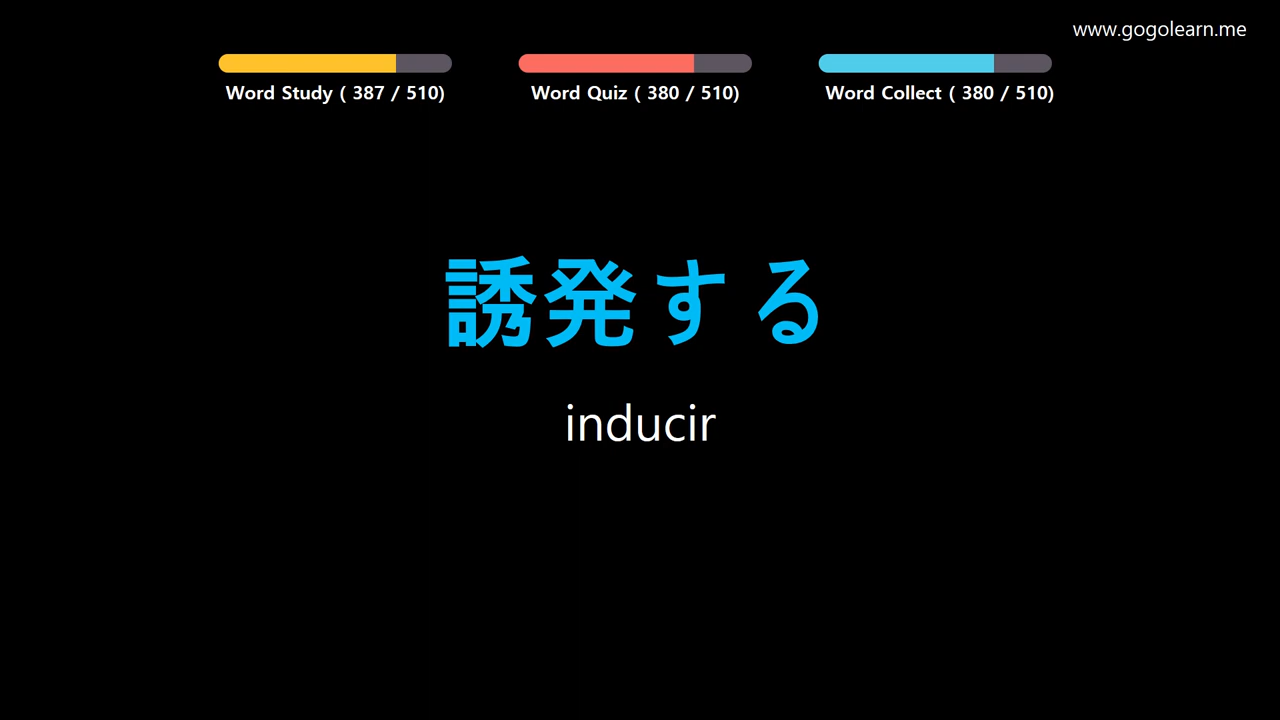 www.gogolearn.me
Word Study ( 387 / 510)
Word Quiz ( 380 / 510)
Word Collect ( 380 / 510)
誘発する
inducir